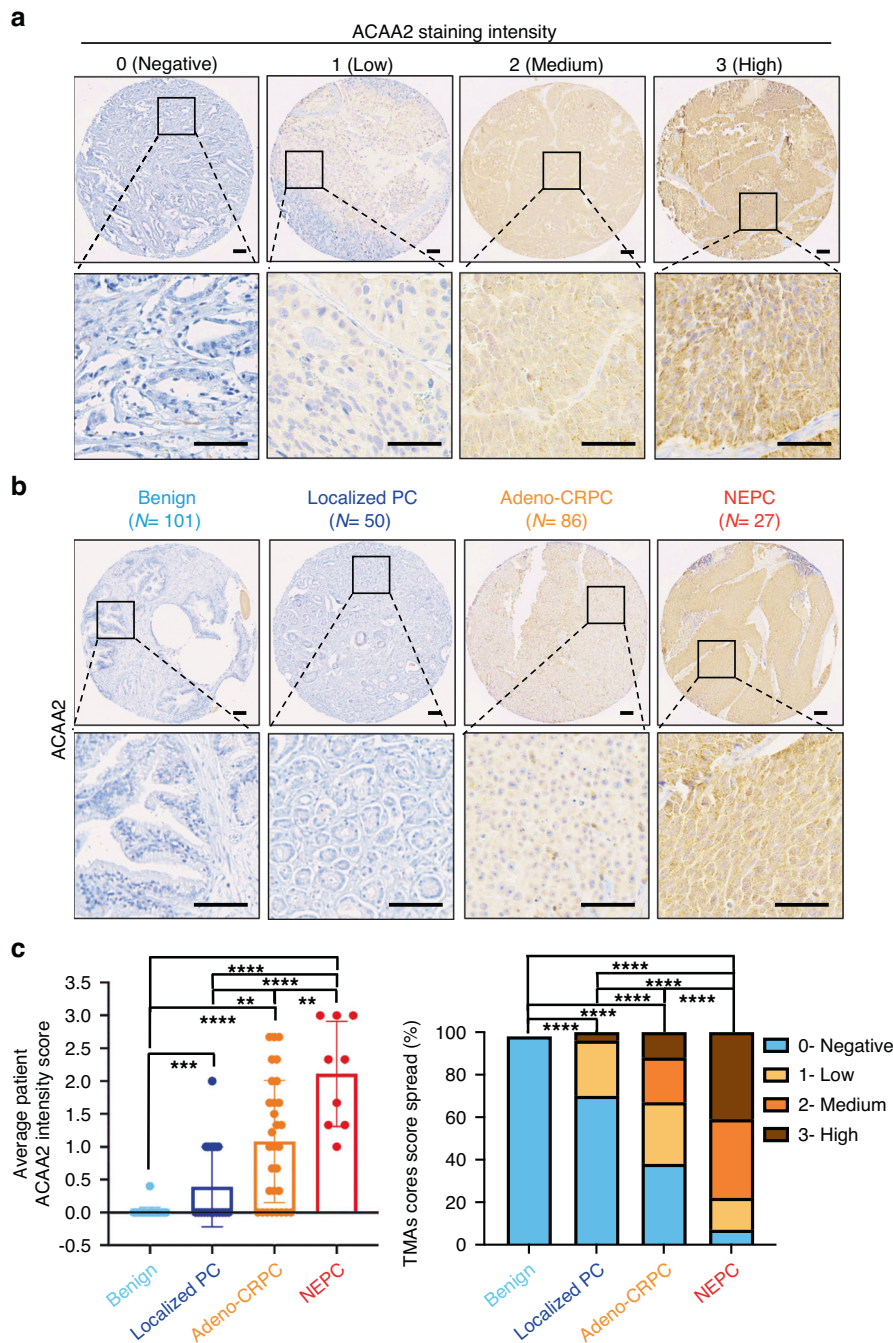 a
ACAA2 staining intensity
0 (Negative) 1 (Low) 2 (Medium) 3 (High)
b
Benign Localized PC Adeno-CRPC NEPC
(N= 101) (N= 50) (N= 86) (N= 27)
ACAA2
c
Average patient
ACAA2 intensity score
3.5
3.0
2.5
2.0
1.5
1.0
0.5
0.0
-0.5
****
****
** **
****
***
Benign
Localized PC
Adeno-CRPC
NEPC
TMAs cores score spread (%)
100
80
60
40
20
0
****
****
****
**** ****
****
****
Benign
Localized PC
Adeno-CRPC
NEPC
0- Negative
1- Low
2- Medium
3- High